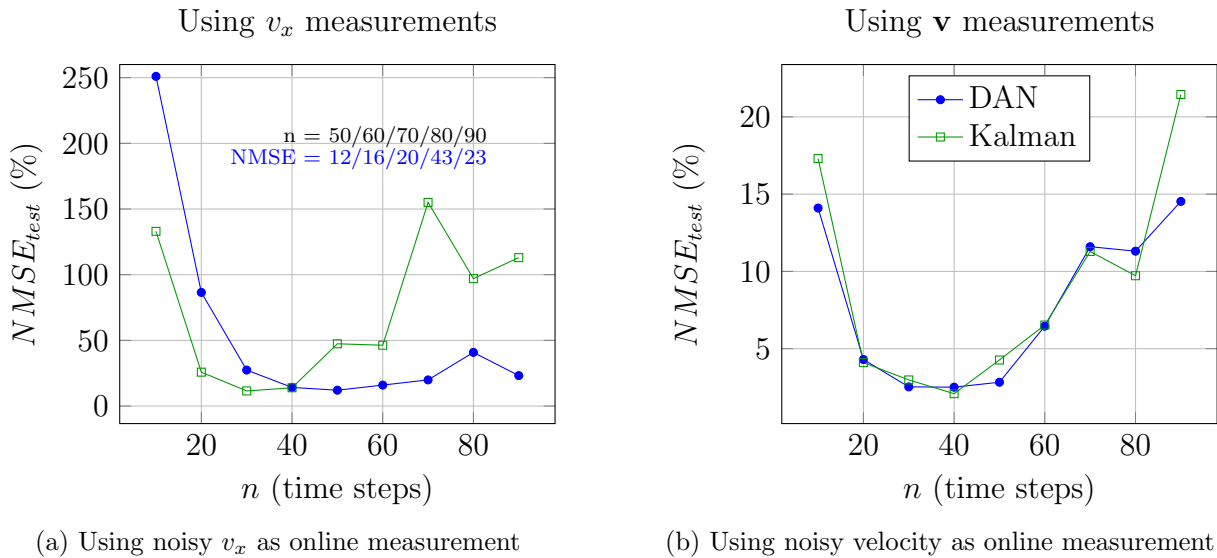 Using v_x measurements
250
200
150
100
50
0
n = 50/60/70/80/90
NMSE = 12/16/20/43/23
NMSE_test (%)
20 40 60 80
n (time steps)
(a) Using noisy v_x as online measurement
Using v measurements
DAN
Kalman
20
15
10
5
NMSE_test (%)
20 40 60 80
n (time steps)
(b) Using noisy velocity as online measurement